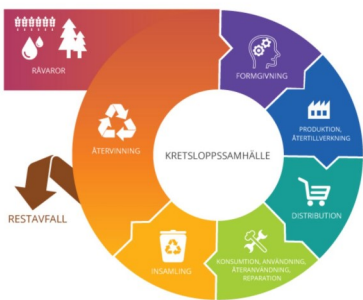 RÅVAROR
FORMGIVNING
PRODUKTION,
ÅTERTILLVERKNING
DISTRIBUTION
KONSUMTION, ANVÄNDNING,
ÅTERANVÄNDNING,
REPARATION
INSAMLING
ÅTERVINNING
RESTAVFALL
KRETSLOPPSSAMHÄLLE